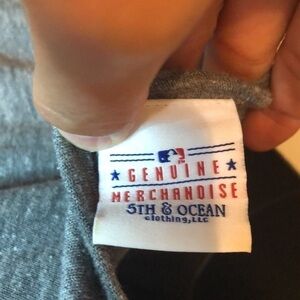 GENUINE
MERCHANDISE
5TH & OCEAN
clothing, LLC